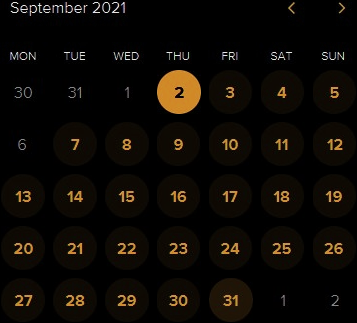 September 2021
MON TUE WED THU FRI SAT SUN
30 31 1 2 3 4 5
6 7 8 9 10 11 12
13 14 15 16 17 18 19
20 21 22 23 24 25 26
27 28 29 30 31 1 2